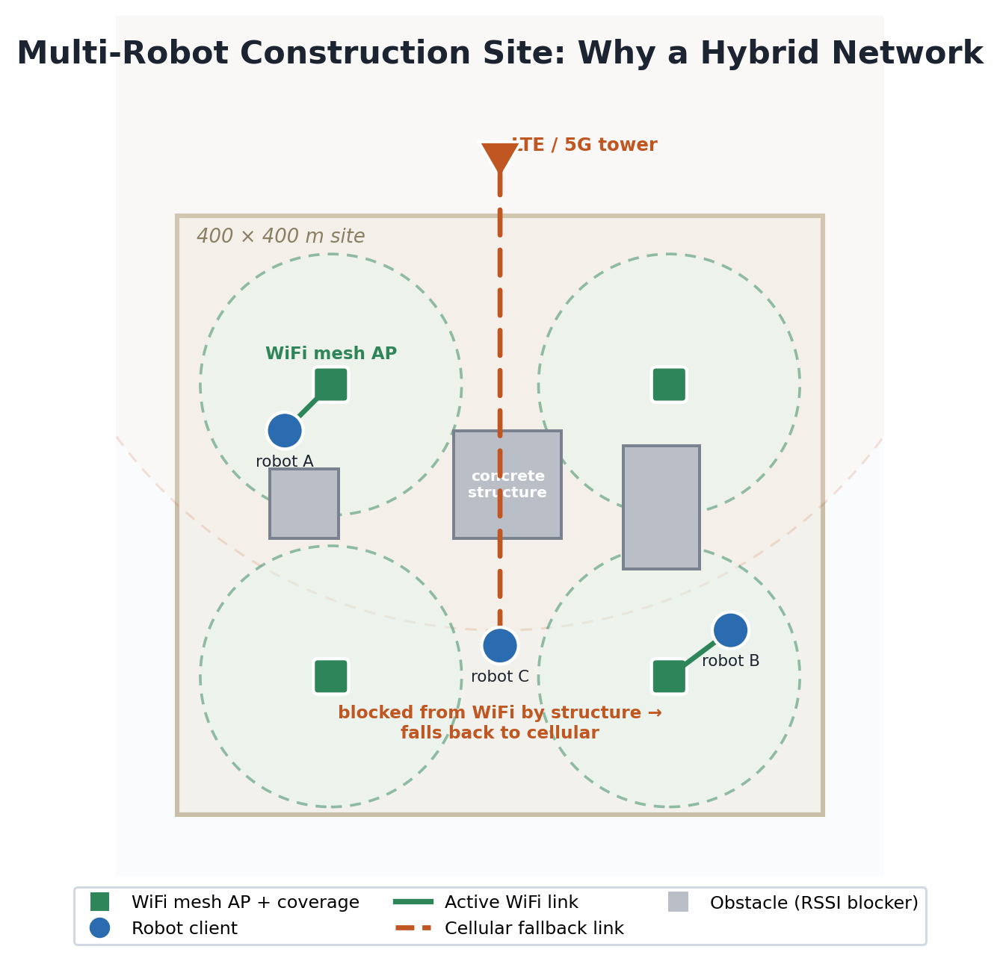 Multi-Robot Construction Site: Why a Hybrid Network
LTE / 5G tower
400 × 400 m site
WiFi mesh AP
robot A
concrete
structure
robot B
robot C
blocked from WiFi by structure →
falls back to cellular
WiFi mesh AP + coverage
Robot client
Active WiFi link
Cellular fallback link
Obstacle (RSSI blocker)